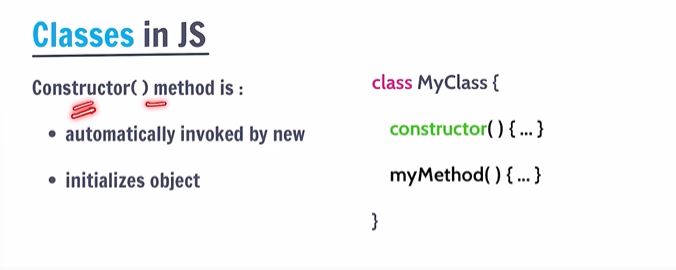 Classes in JS
Constructor( ) method is :
• automatically invoked by new
• initializes object
class MyClass {
constructor( ) { ... }
myMethod( ) { ... }
}